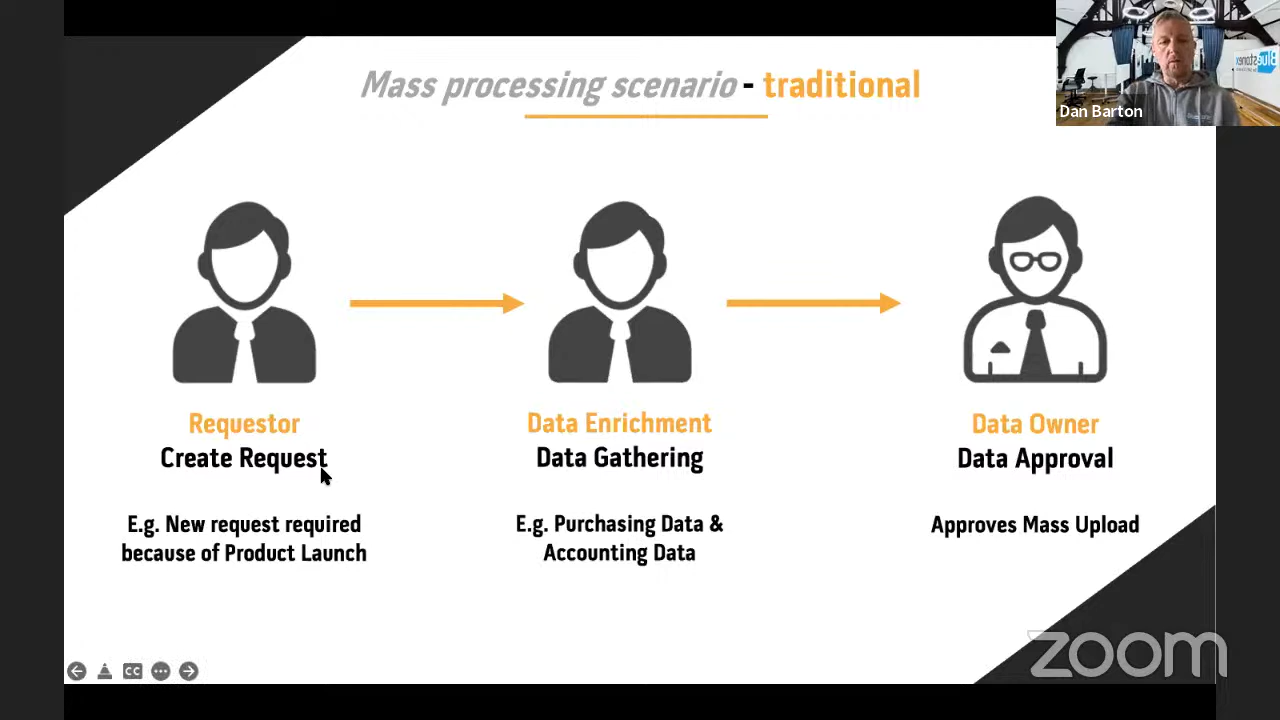 Mass processing scenario - traditional
Dan Barton
Requestor
Create Request
E.g. New request required
because of Product Launch
Data Enrichment
Data Gathering
E.g. Purchasing Data &
Accounting Data
Data Owner
Data Approval
Approves Mass Upload
CC
zoom